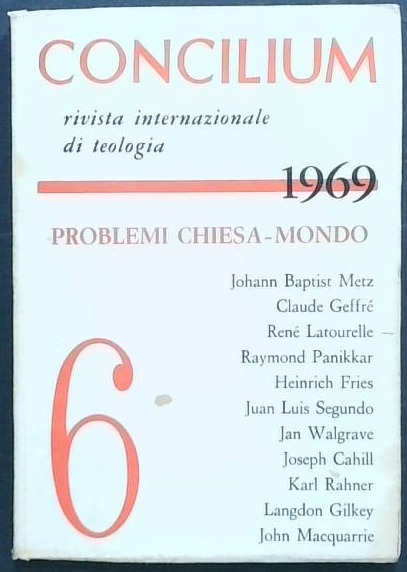 CONCILIUM
rivista internazionale
di teologia
1969
PROBLEMI CHIESA-MONDO
Johann Baptist Metz
Claude Geffré
René Latourelle
Raymond Panikkar
Heinrich Fries
Juan Luis Segundo
Jan Walgrave
Joseph Cahill
Karl Rahner
Langdon Gilkey
John Macquarrie
6